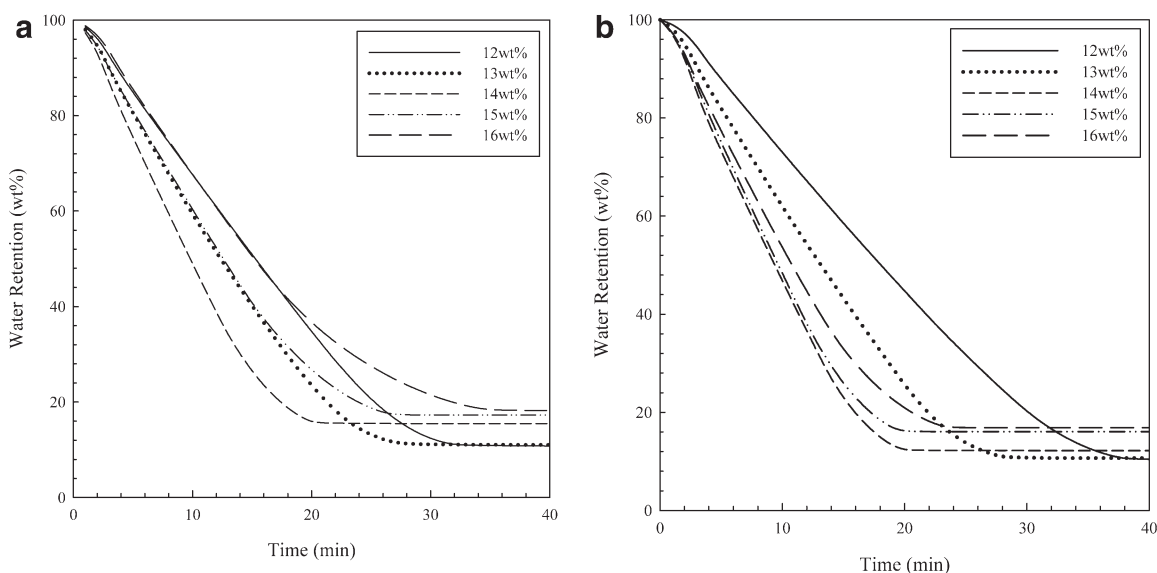 a
100
80
60
40
20
0
0 10 20 30 40
Water Retention (wt%)
Time (min)
12wt%
13wt%
14wt%
15wt%
16wt%
b
100
80
60
40
20
0
0 10 20 30 40
Water Retention (wt%)
Time (min)
12wt%
13wt%
14wt%
15wt%
16wt%